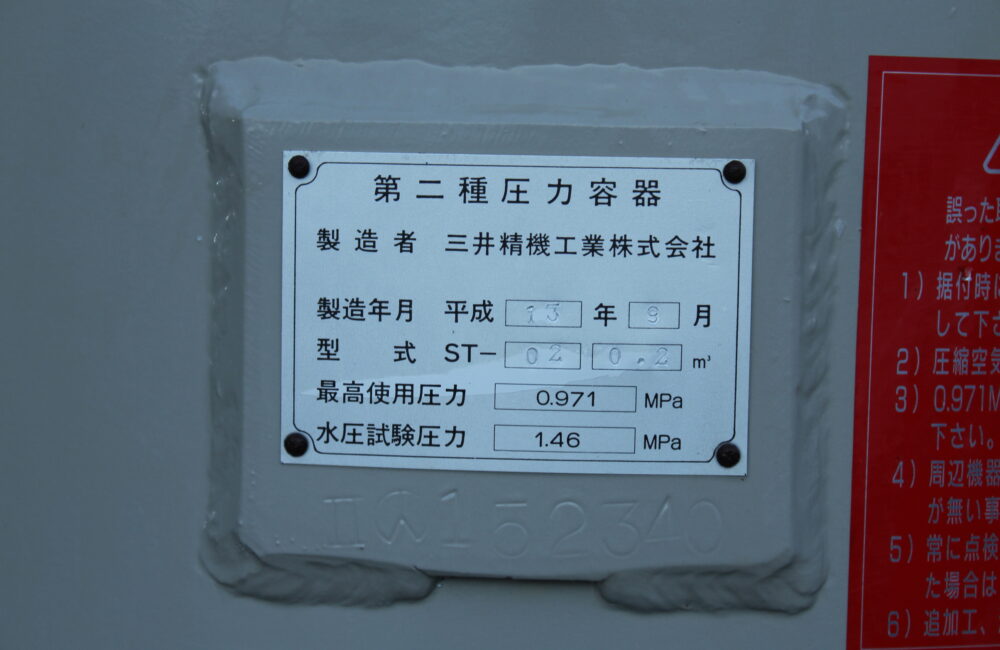 第二種圧力容器
製造者 三井精機工業株式会社
製造年月 平成 13 年 9 月
型 式 ST- 02 0.2 m³
最高使用圧力 0.971 MPa
水圧試験圧力 1.46 MPa
152340
誤った
があり
1) 据付時に
して下さ
2) 圧縮空気
3) 0.971M
下さい。
4) 周辺機器
が無い事
5) 常に点検
た場合は
6) 追加工、